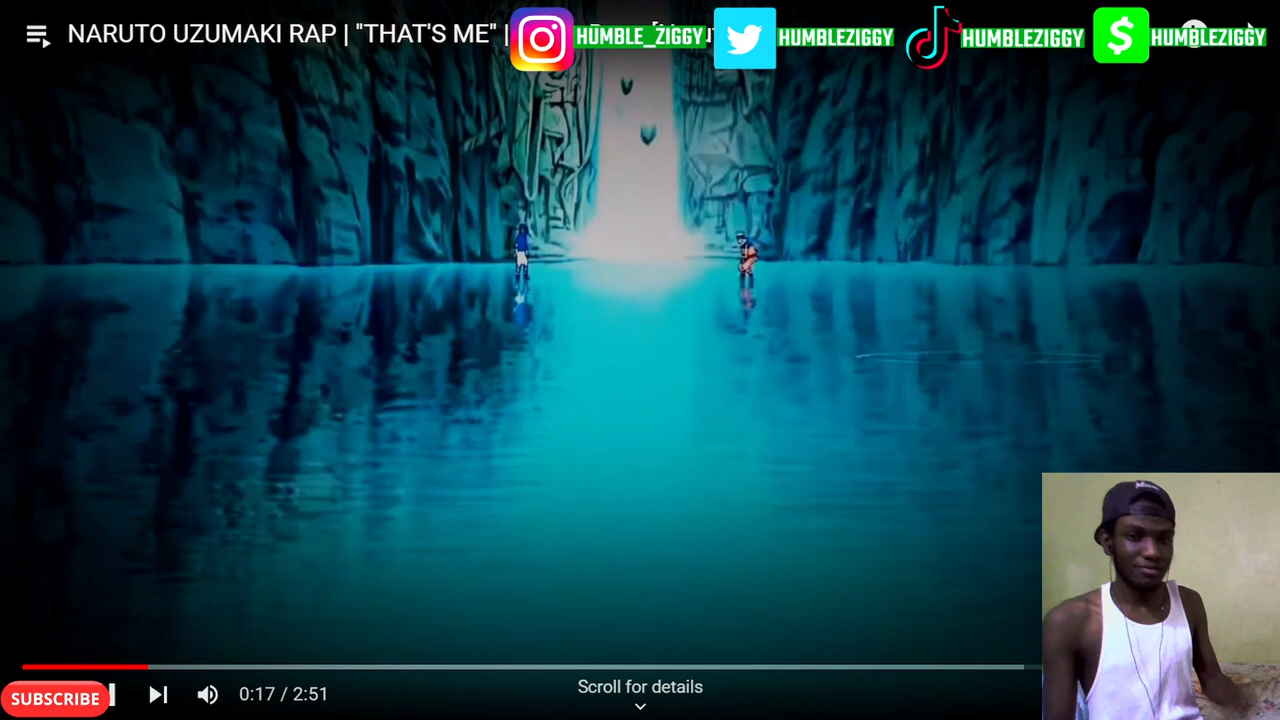 NARUTO UZUMAKI RAP | "THAT'S ME" |
HUMBLE_ZIGGY
HUMBLEZIGGY
HUMBLEZIGGY
HUMBLEZIGGY
SUBSCRIBE
0:17 / 2:51
Scroll for details